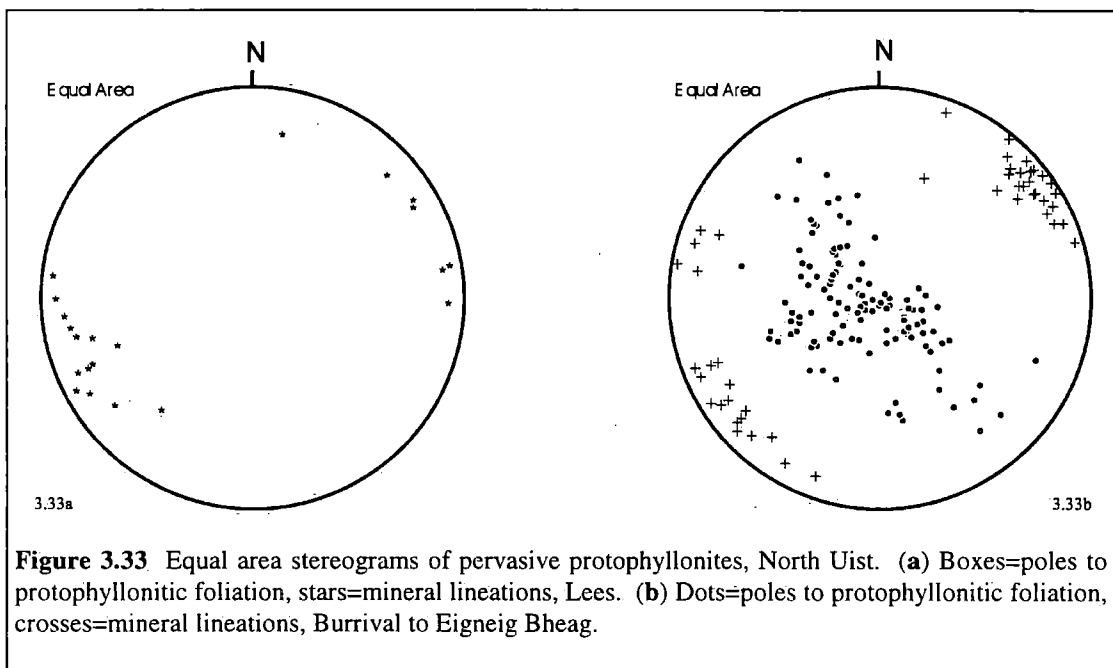 N
Equal Area
3.33a
N
Equal Area
3.33b
Figure 3.33 Equal area stereograms of pervasive protophyllonites, North Uist. (a) Boxes=poles to
protophyllonitic foliation, stars=mineral lineations, Lees. (b) Dots=poles to protophyllonitic foliation,
crosses=mineral lineations, Burrival to Eigneig Bheag.